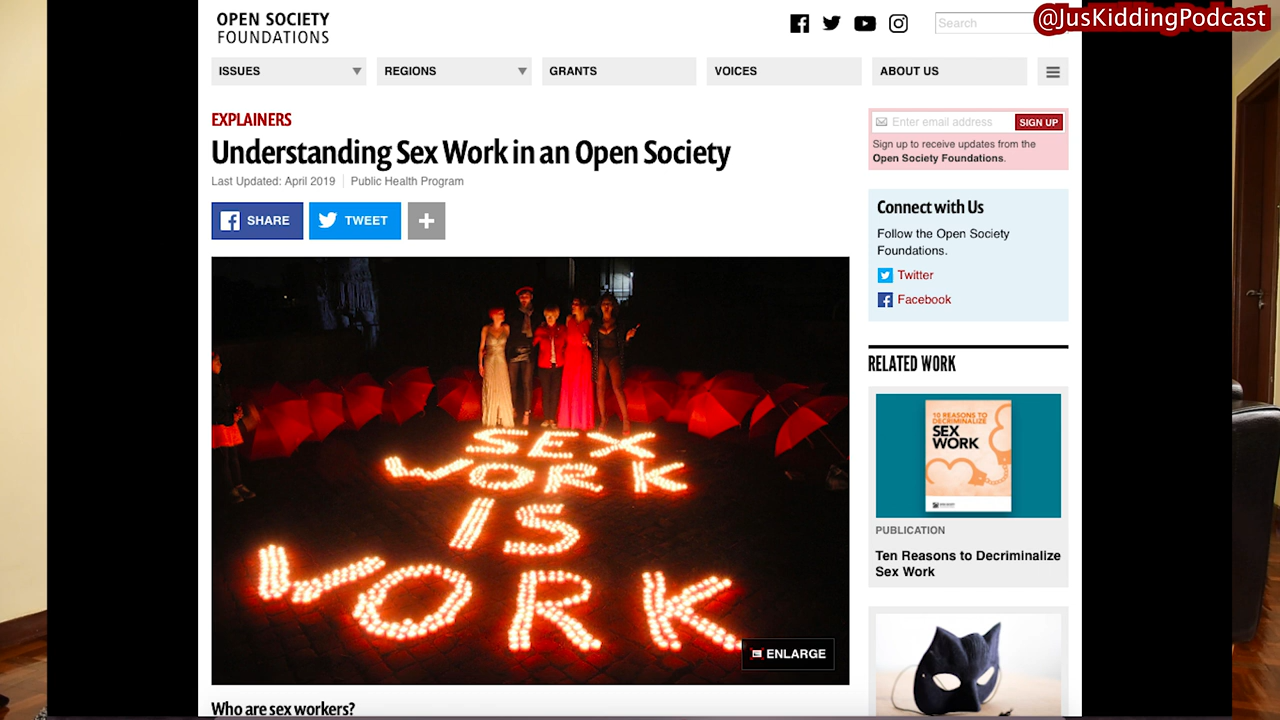 OPEN SOCIETY
FOUNDATIONS
Search
@JusKiddingPodcast
ISSUES
REGIONS
GRANTS
VOICES
ABOUT US
EXPLAINERS
Understanding Sex Work in an Open Society
Last Updated: April 2019
Public Health Program
SHARE
TWEET
SEX
WORK
IS
WORK
ENLARGE
Who are sex workers?
Enter email address
SIGN UP
Sign up to receive updates from the
Open Society Foundations.
Connect with Us
Follow the Open Society
Foundations.
Twitter
Facebook
RELATED WORK
10 REASONS TO
DECRIMINALIZE
SEX
WORK
PUBLICATION
Ten Reasons to Decriminalize
Sex Work